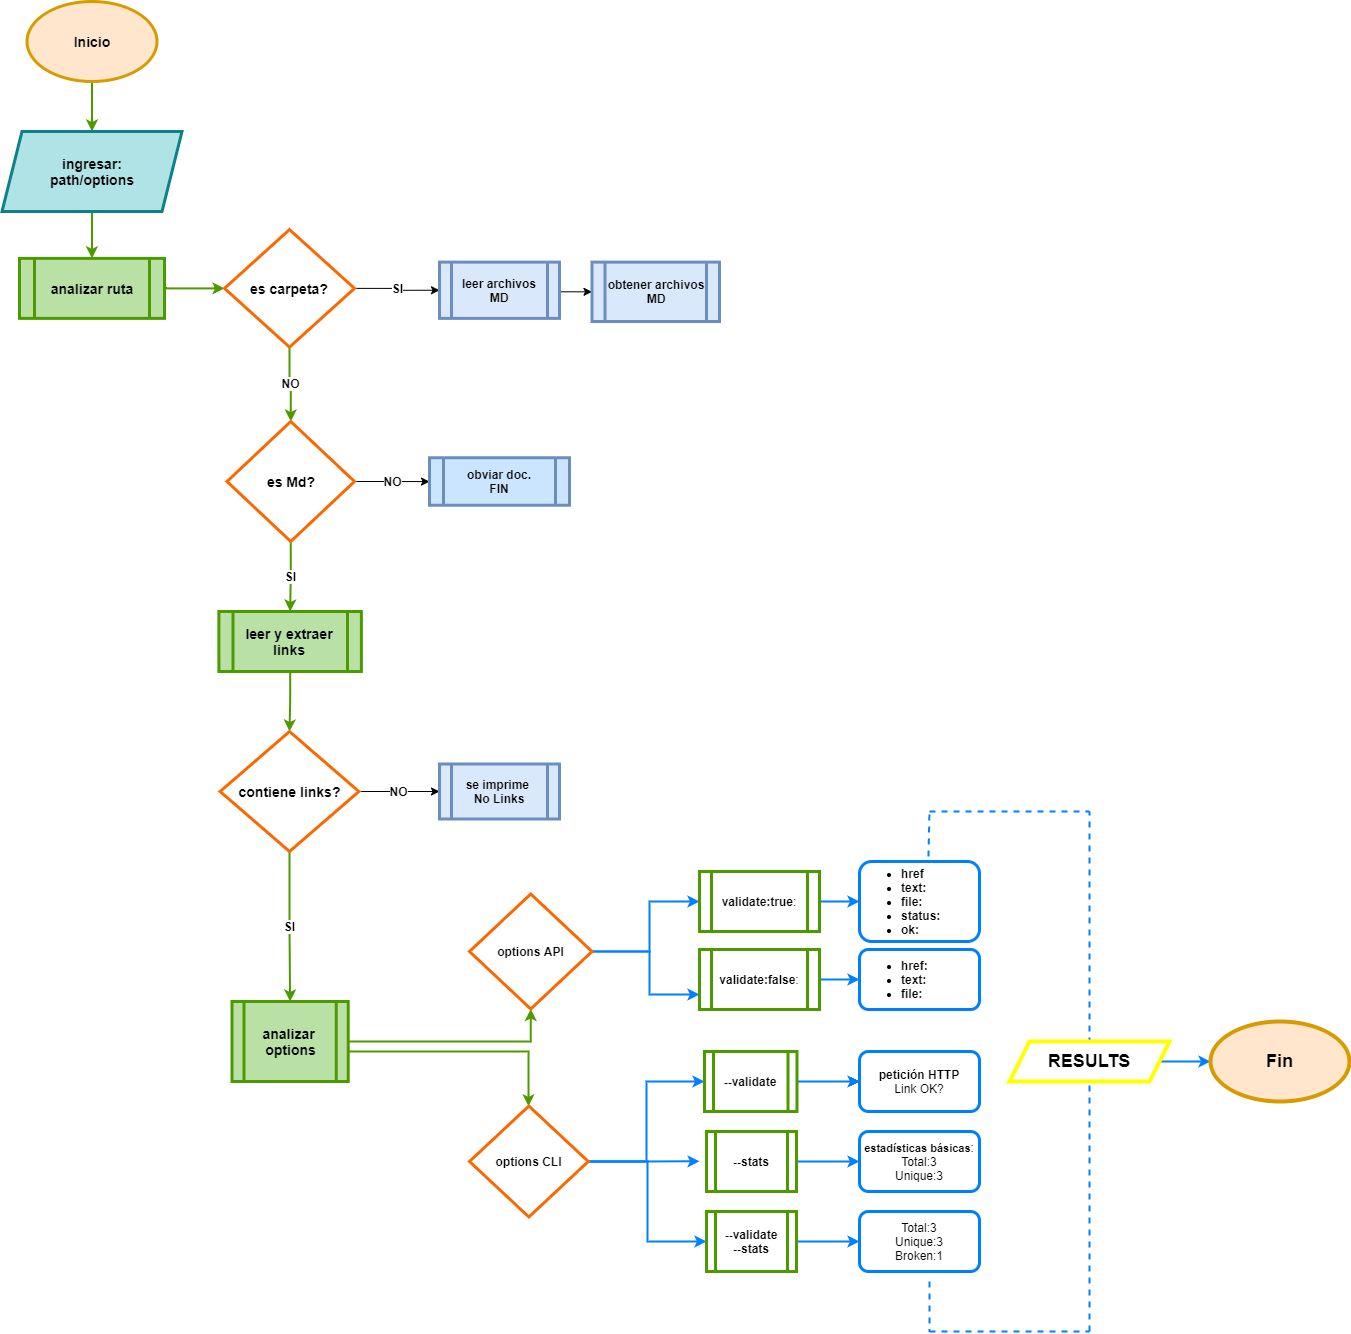 Inicio
ingresar:
path/options
analizar ruta
es carpeta?
SI
leer archivos
MD
obtener archivos
MD
NO
es Md?
NO
obviar doc.
FIN
SI
leer y extraer
links
contiene links?
NO
se imprime
No Links
SI
analizar
options
options API
validate:true:
• href
• text:
• file:
• status:
• ok:
validate:false:
• href:
• text:
• file:
options CLI
--validate
petición HTTP
Link OK?
--stats
estadísticas básicas:
Total:3
Unique:3
--validate
--stats
Total:3
Unique:3
Broken:1
RESULTS
Fin